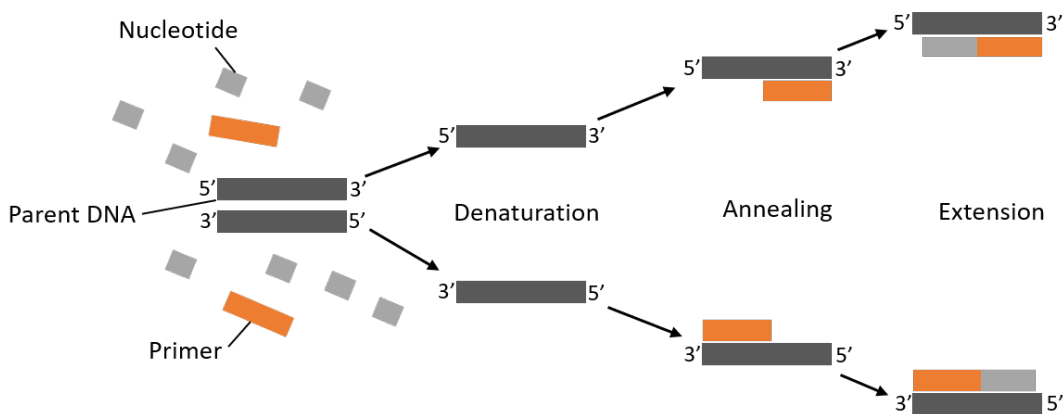 Nucleotide
5’ 3’
5’ 3’
5’ 3’
5’ 3’
Parent DNA
3’ 5’
Denaturation
Annealing
Extension
3’ 5’
Primer
3’ 5’
3’ 5’